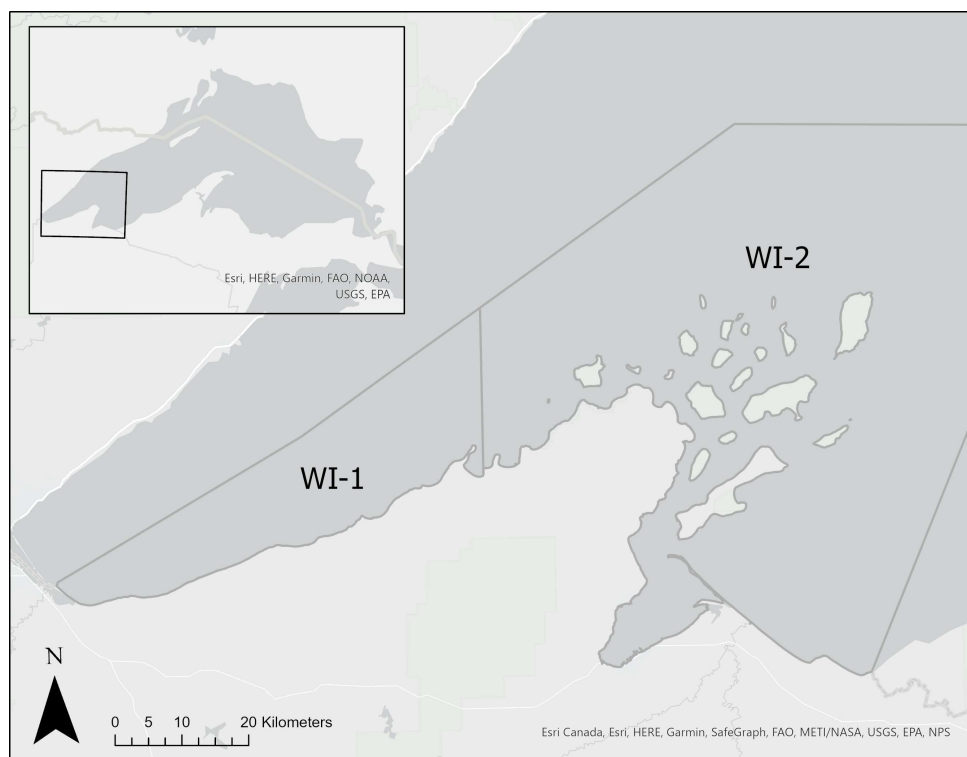 Esri, HERE, Garmin, FAO, NOAA,
USGS, EPA
WI-2
WI-1
N
0 5 10 20 Kilometers
Esri Canada, Esri, HERE, Garmin, SafeGraph, FAO, METI/NASA, USGS, EPA, NPS